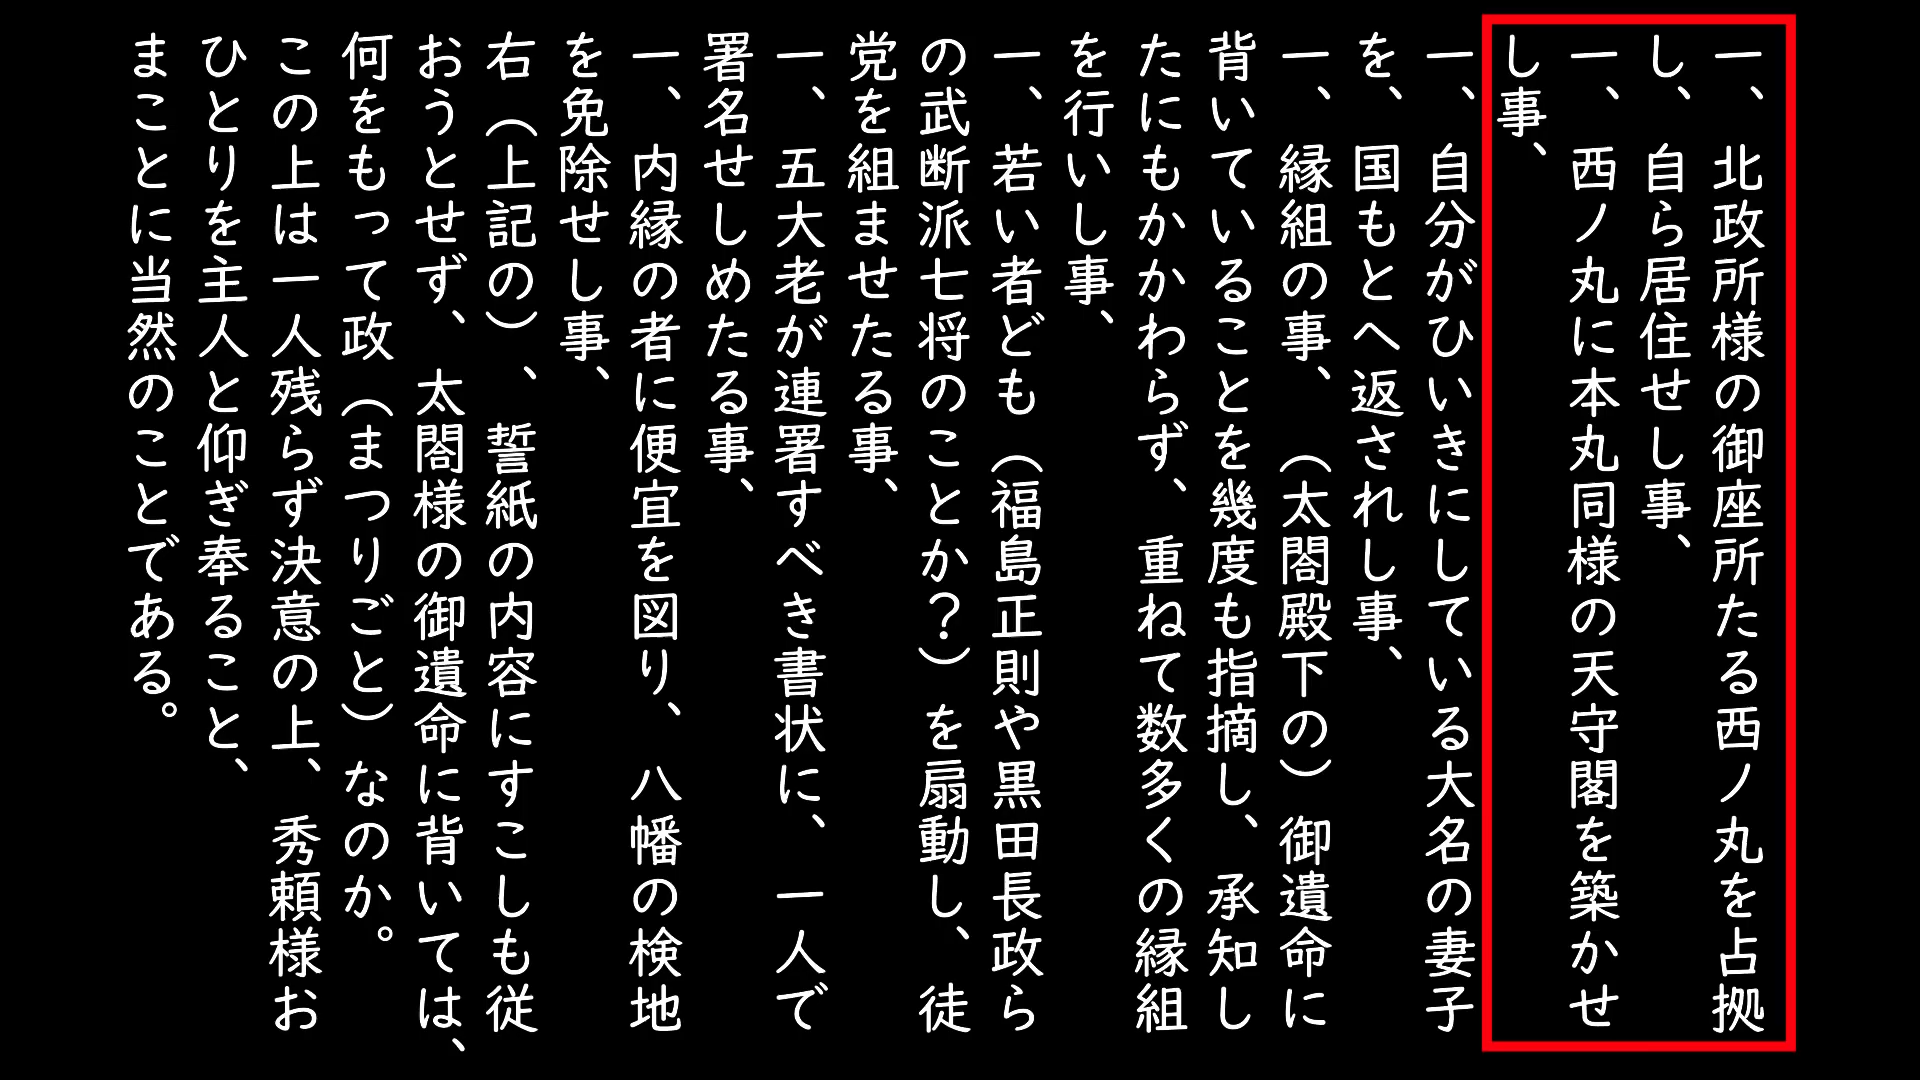 一、北政所様の御座所たる西ノ丸を占拠
し、自ら居住せし事、
一、西ノ丸に本丸同様の天守閣を築かせ
し事、
一、自分がひいきにしている大名の妻子
を、国もとへ返されし事、
一、縁組の事、（太閤殿下の）御遺命に
背いていることを幾度も指摘し、承知し
たにもかかわらず、重ねて数多くの縁組
を行いし事、
一、若い者ども（福島正則や黒田長政ら
の武断派七将のことか？）を扇動し、徒
党を組ませたる事、
一、五大老が連署すべき書状に、一人で
署名せしめたる事、
一、内縁の者に便宜を図り、八幡の検地
を免除せし事、
右（上記の）、誓紙の内容にすこしも従
おうとせず、太閤様の御遺命に背いては、
何をもって政（まつりごと）なのか。
この上は一人残らず決意の上、秀頼様お
ひとりを主人と仰ぎ奉ること、
まことに当然のことである。